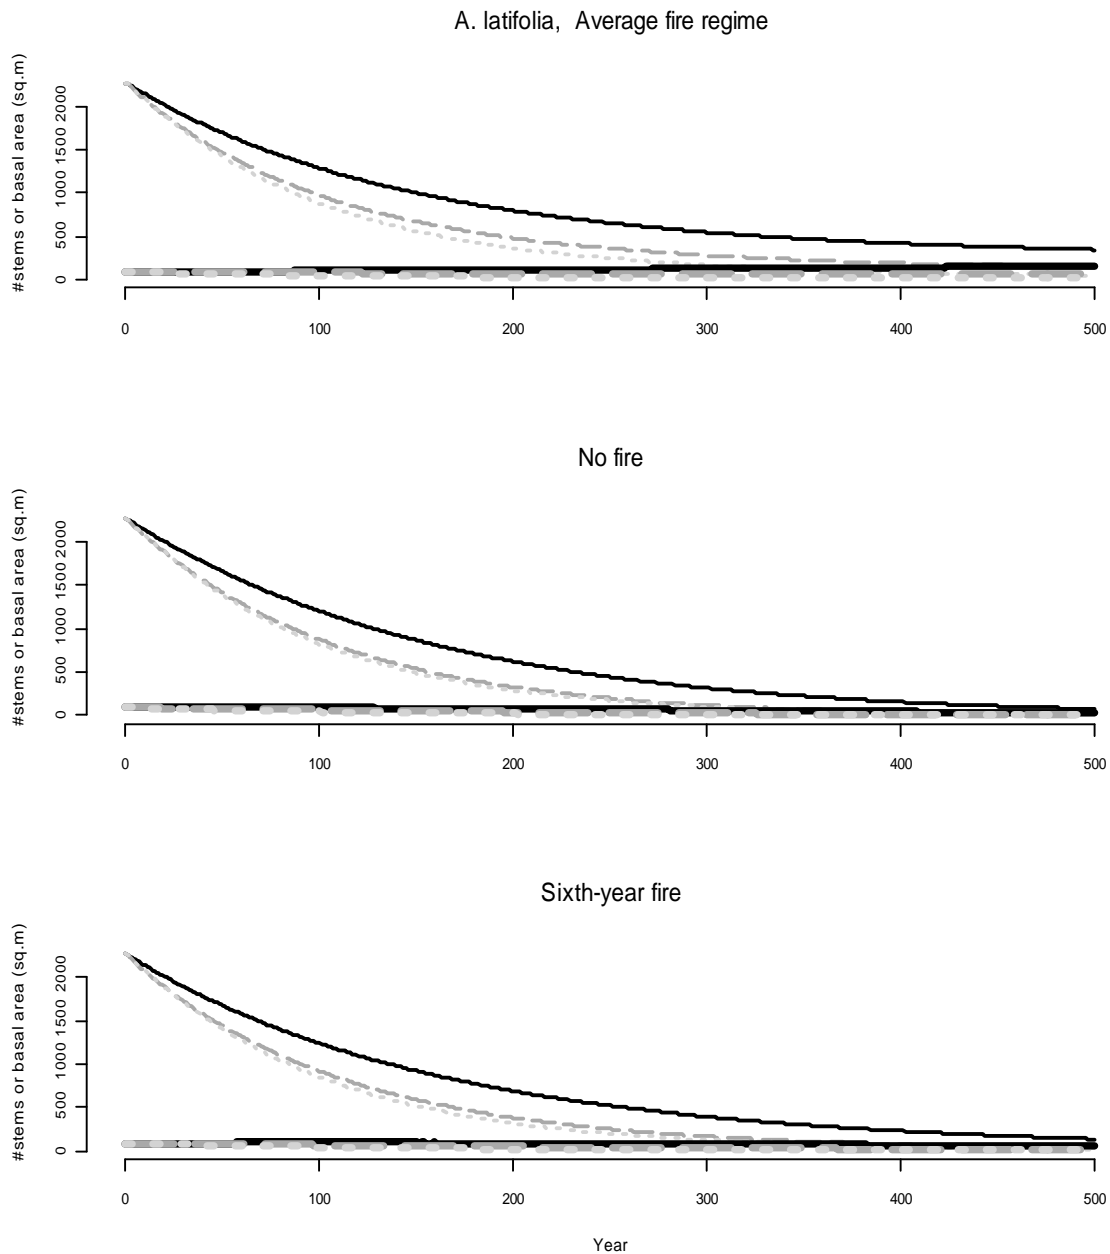 A. latifolia, Average fire regime
#stems or basal area (sq.m)
2000
1500
1000
500
0
0 100 200 300 400 500
No fire
#stems or basal area (sq.m)
2000
1500
1000
500
0
0 100 200 300 400 500
Sixth-year fire
#stems or basal area (sq.m)
2000
1500
1000
500
0
0 100 200 300 400 500
Year